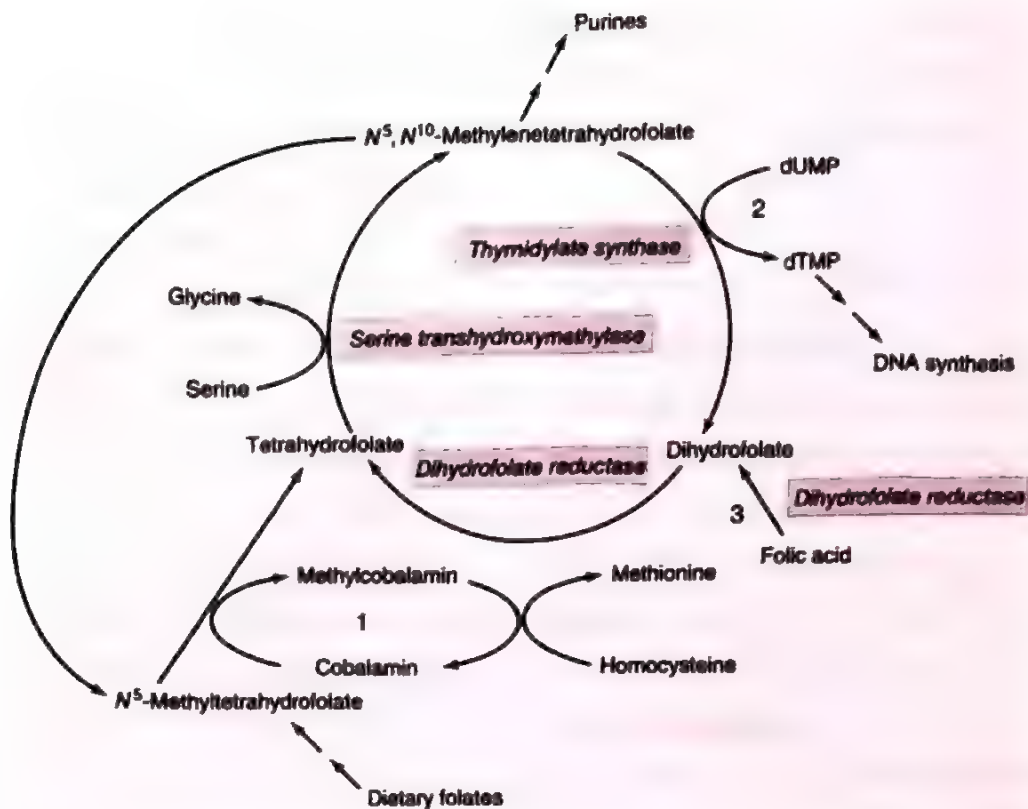 Purines
N⁵, N¹⁰-Methylenetetrahydrofolate
dUMP
2
Thymidylate synthase
dTMP
Glycine
Serine transhydroxymethylase
DNA synthesis
Serine
Tetrahydrofolate
Dihydrofolate reductase
Dihydrofolate
Dihydrofolate reductase
3
Folic acid
Methylcobalamin
Methionine
1
Cobalamin
Homocysteine
N⁵-Methyltetrahydrofolate
Dietary folates